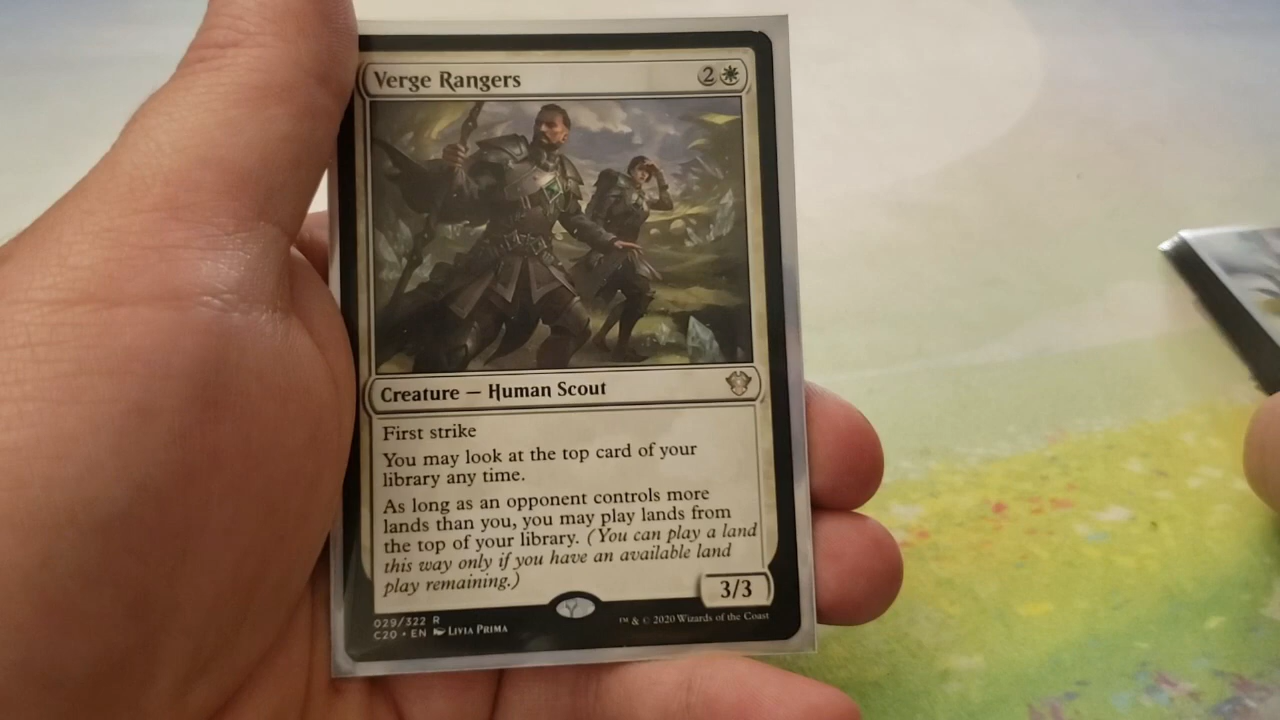 Verge Rangers 2
Creature — Human Scout
First strike
You may look at the top card of your
library any time.
As long as an opponent controls more
lands than you, you may play lands from
the top of your library. (You can play a land
this way only if you have an available land
play remaining.)
3/3
029/322 R
C20 • EN LIVIA PRIMA
™ & © 2020 Wizards of the Coast